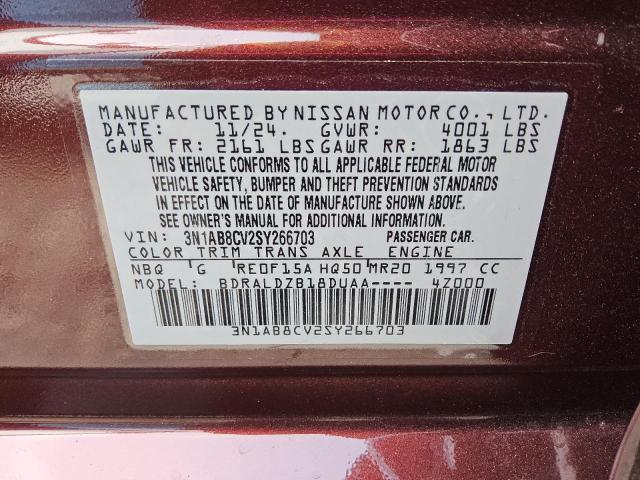 MANUFACTURED BY NISSAN MOTOR CO., LTD.
DATE: 11/24. GVWR: 4001 LBS
GAWR FR: 2161 LBS GAWR RR: 1863 LBS
THIS VEHICLE CONFORMS TO ALL APPLICABLE FEDERAL MOTOR
VEHICLE SAFETY, BUMPER AND THEFT PREVENTION STANDARDS
IN EFFECT ON THE DATE OF MANUFACTURE SHOWN ABOVE.
SEE OWNER'S MANUAL FOR ADDITIONAL INFORMATION.
VIN: 3N1AB8CV2SY266703 PASSENGER CAR.
COLOR TRIM TRANS AXLE ENGINE
NBQ G RE0F15A HQ50 MR20 1997 CC
MODEL: BDRALDZB18DUAA---- 4Z000
3N1AB8CV2SY266703